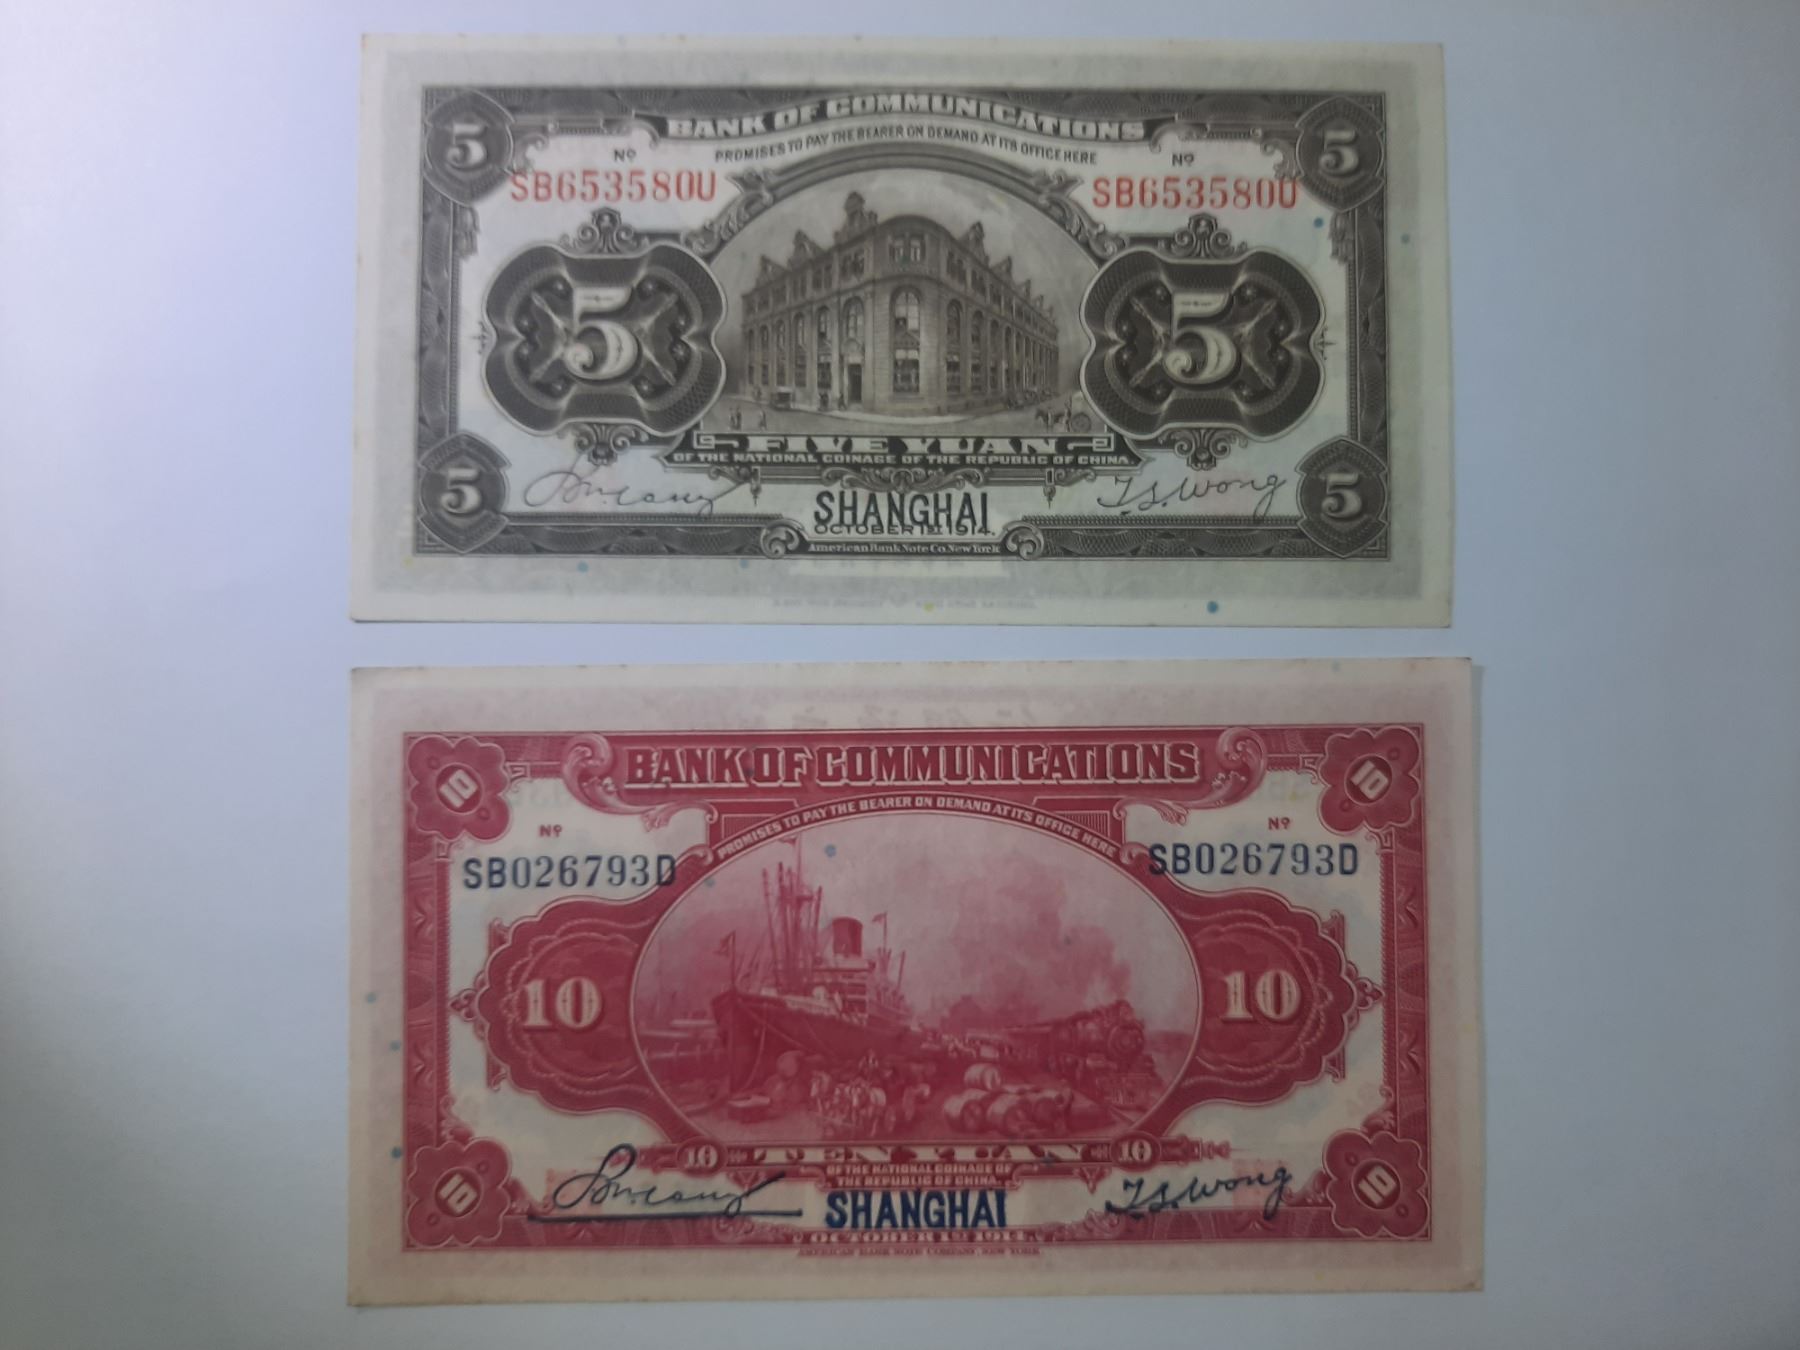 BANK OF COMMUNICATIONS
PROMISES TO PAY THE BEARER ON DEMAND AT ITS OFFICE HERE
5 5
Nº Nº
SB653580U SB653580U
5 5
FIVE YUAN
OF THE NATIONAL COINAGE OF THE REPUBLIC OF CHINA.
5 T.S. Wong 5
SHANGHAI
OCTOBER 1ST 1914.
American Bank Note Co. New York
BANK OF COMMUNICATIONS
10 10
PROMISES TO PAY THE BEARER ON DEMAND AT ITS OFFICE HERE
Nº Nº
SB026793D SB026793D
10 10
10 TEN YUAN 10
OF THE NATIONAL COINAGE OF
THE REPUBLIC OF CHINA
10 T.S. Wong 10
SHANGHAI
OCTOBER 1ST 1914.
AMERICAN BANK NOTE COMPANY, NEW YORK.